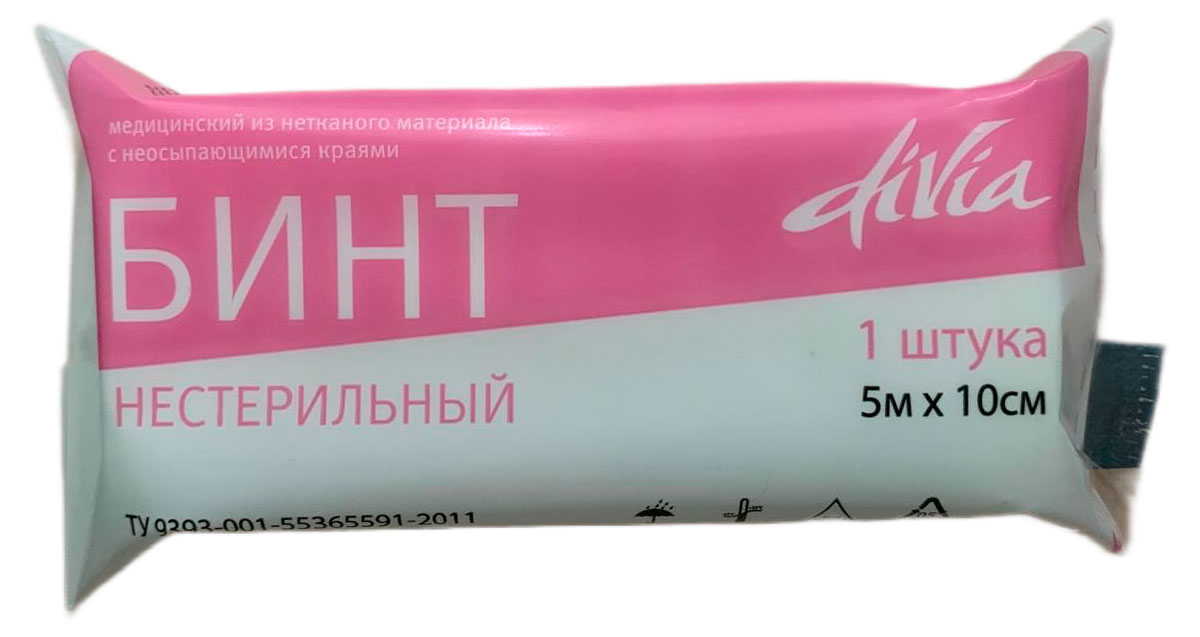 медицинский из нетканого материала
с неосыпающимися краями
БИНТ
diVia
НЕСТЕРИЛЬНЫЙ
1 штука
5м х 10см
ТУ 9393-001-55365591-2011